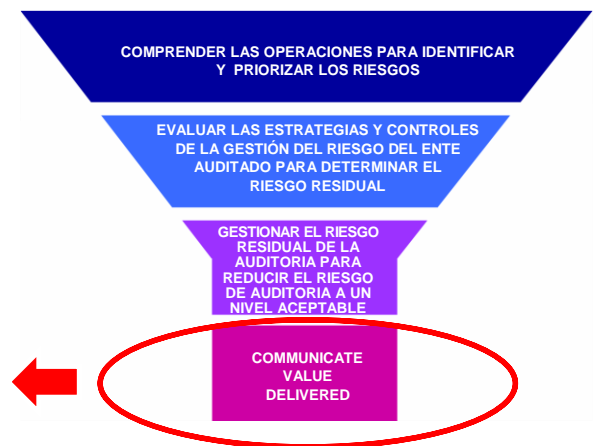 COMPRENDER LAS OPERACIONES PARA IDENTIFICAR
Y PRIORIZAR LOS RIESGOS
EVALUAR LAS ESTRATEGIAS Y CONTROLES
DE LA GESTIÓN DEL RIESGO DEL ENTE
AUDITADO PARA DETERMINAR EL
RIESGO RESIDUAL
GESTIONAR EL RIESGO
RESIDUAL DE LA
AUDITORIA PARA
REDUCIR EL RIESGO
DE AUDITORIA A UN
NIVEL ACEPTABLE
COMMUNICATE
VALUE
DELIVERED